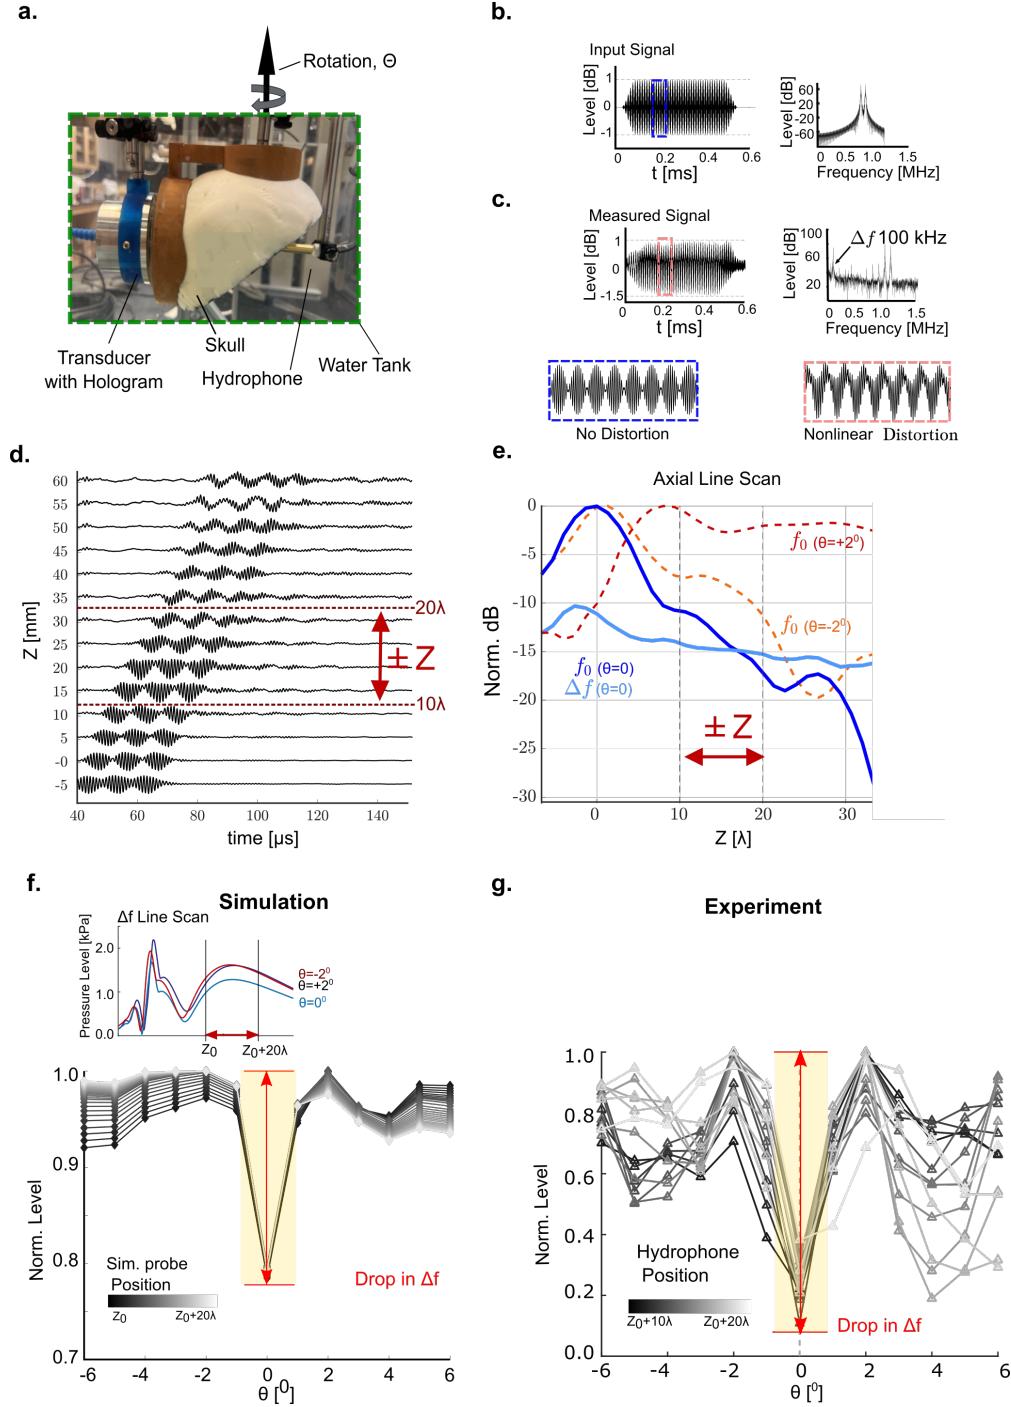 a.
Rotation, Θ
Transducer
with Hologram
Skull
Hydrophone
Water Tank
b.
Input Signal
Level [dB]
1
0
-1
0
0.2
0.4
0.6
t [ms]
Level [dB]
60
20
-20
-60
0
0.5
1.0
1.5
Frequency [MHz]
c.
Measured Signal
Level [dB]
1
0
-1.5
0
0.2
0.4
0.6
t [ms]
Level [dB]
100
60
20
Δf 100 kHz
0
0.5
1.0
1.5
Frequency [MHz]
No Distortion
Nonlinear Distortion
d.
Z [mm]
60
55
50
45
40
35
30
25
20
15
10
5
-0
-5
20λ
± Z
10λ
40
60
80
100
120
140
time [µs]
e.
Axial Line Scan
Norm. dB
0
-5
-10
-15
-20
-25
-30
f0 (θ=+2⁰)
f0 (θ=-2⁰)
f0 (θ=0)
Δf (θ=0)
± Z
0
10
20
30
Z [λ]
f.
Simulation
Δf Line Scan
Pressure Level [kPa]
2.0
1.0
0.0
θ=-2⁰
θ=+2⁰
θ=0⁰
Z0
Z0+20λ
Norm. Level
1.0
0.9
0.8
0.7
Sim. probe
Position
Z0
Z0+20λ
Drop in Δf
-6
-4
-2
0
2
4
6
θ [⁰]
g.
Experiment
Norm. Level
1.0
0.8
0.6
0.4
0.2
0.0
Hydrophone
Position
Z0+10λ
Z0+20λ
Drop in Δf
-6
-4
-2
0
2
4
6
θ [⁰]